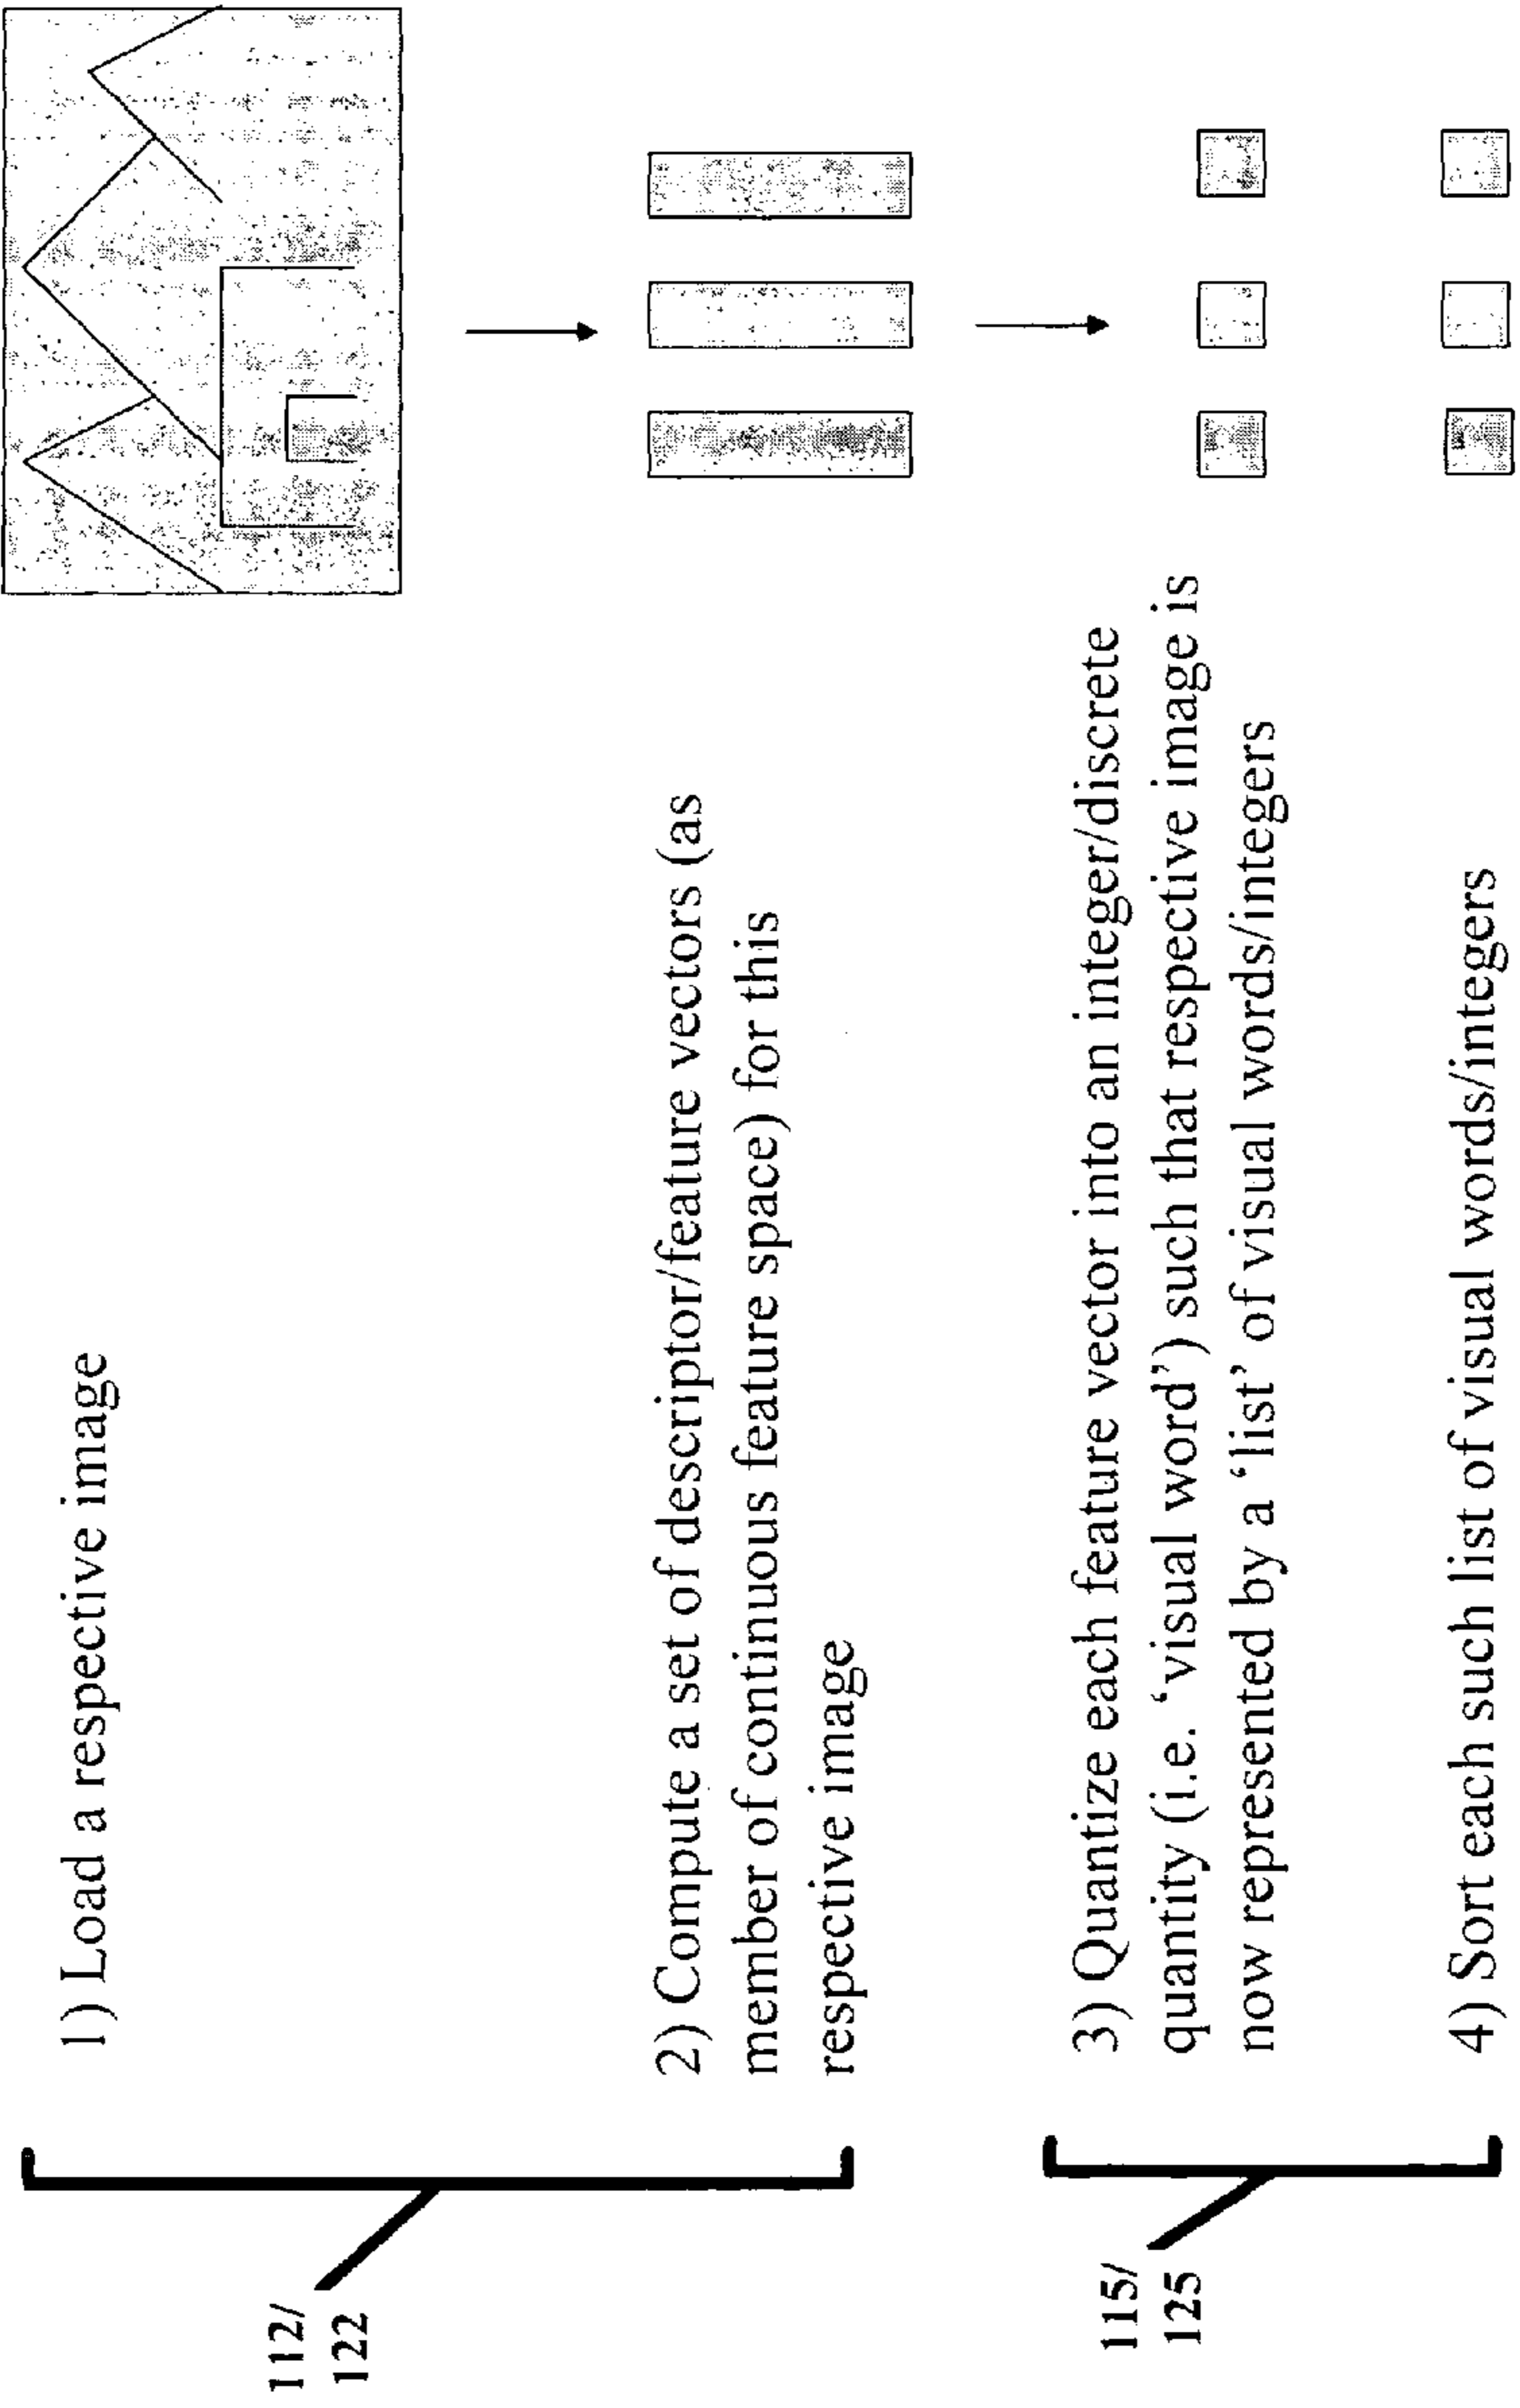 112/
122
1) Load a respective image
2) Compute a set of descriptor/feature vectors (as
member of continuous feature space) for this
respective image
115/
125
3) Quantize each feature vector into an integer/discrete
quantity (i.e. ‘visual word’) such that respective image is
now represented by a ‘list’ of visual words/integers
4) Sort each such list of visual words/integers